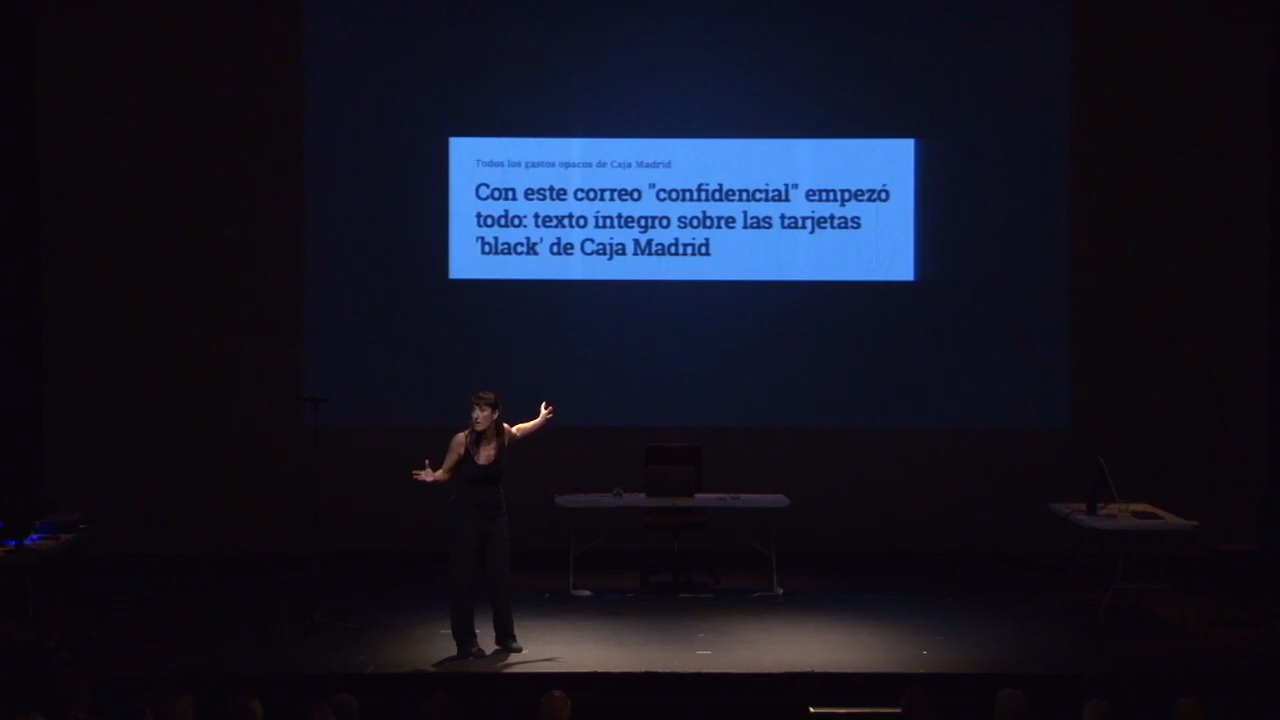 Todos los gastos opacos de Caja Madrid
Con este correo "confidencial" empezó
todo: texto íntegro sobre las tarjetas
'black' de Caja Madrid